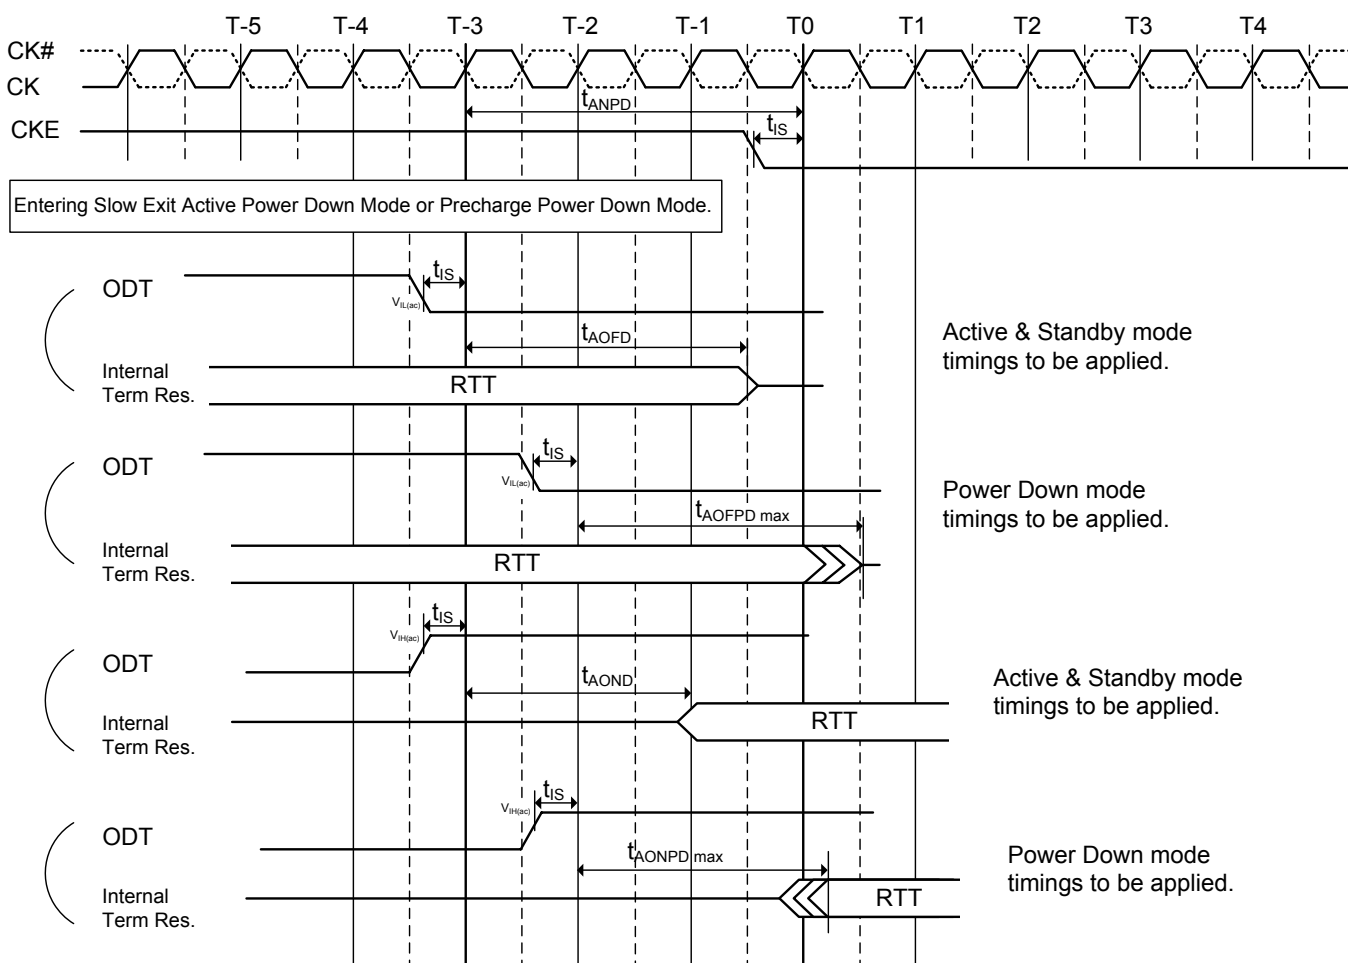 T-5 T-4 T-3 T-2 T-1 T0 T1 T2 T3 T4
CK#
CK
tANPD
CKE
tIS
Entering Slow Exit Active Power Down Mode or Precharge Power Down Mode.
ODT
tIS
VIL(ac)
tAOFD
Active & Standby mode
timings to be applied.
Internal
Term Res.
RTT
ODT
tIS
VIL(ac)
tAOFPD max
Power Down mode
timings to be applied.
Internal
Term Res.
RTT
tIS
VIH(ac)
ODT
tAOND
Active & Standby mode
timings to be applied.
Internal
Term Res.
RTT
tIS
VIH(ac)
ODT
tAONPD max
Power Down mode
timings to be applied.
Internal
Term Res.
RTT